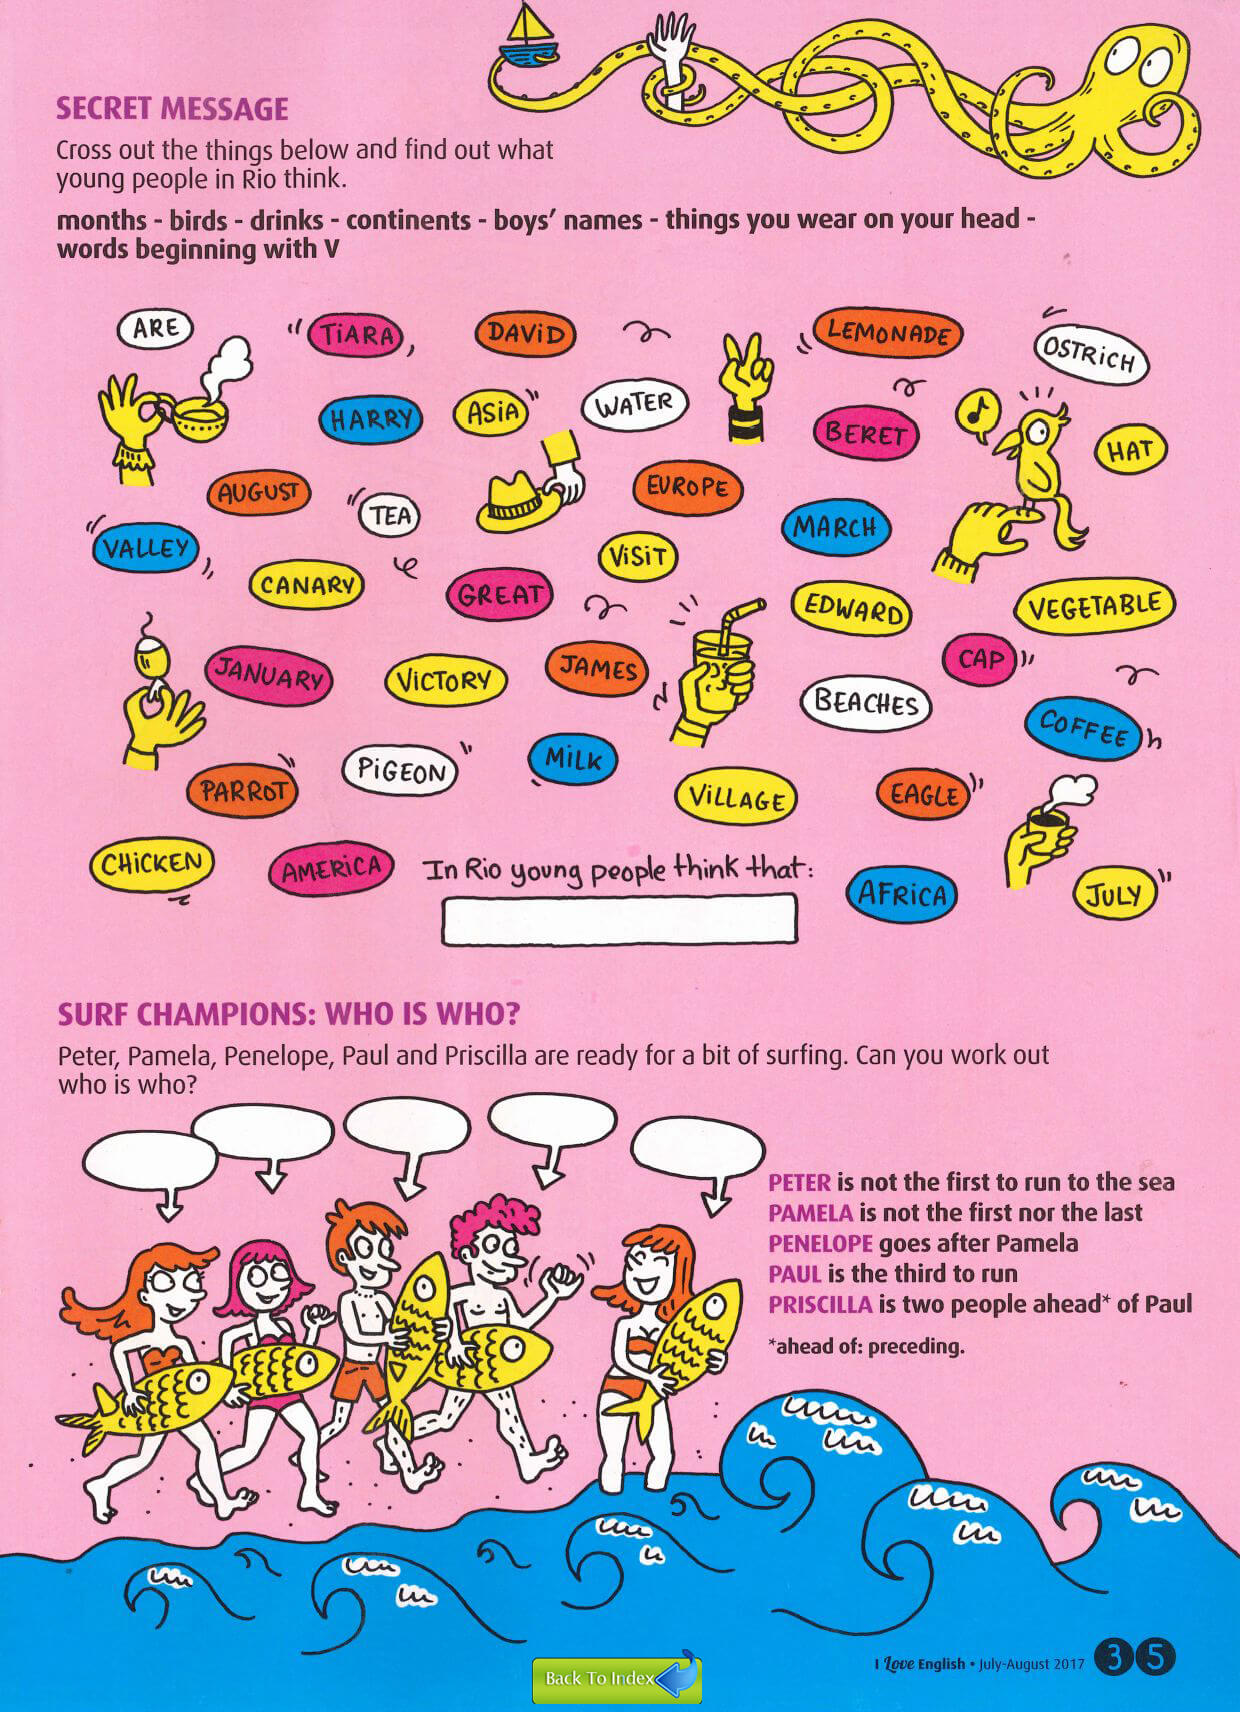 SECRET MESSAGE
Cross out the things below and find out what
young people in Rio think.
months - birds - drinks - continents - boys’ names - things you wear on your head -
words beginning with V
ARE
TiARA
DAViD
LEMONADE
OSTRiCH
HARRY
ASiA
WATER
BERET
HAT
AUGUST
TEA
EUROPE
MARCH
VALLEY
CANARY
GREAT
ViSiT
EDWARD
VEGETABLE
JANUARY
ViCTORY
JAMES
BEACHES
CAP
COFFEE
PARROT
PiGEON
MiLK
ViLLAGE
EAGLE
CHiCKEN
AMERiCA
In Rio young people think that:
AFRiCA
JULY
SURF CHAMPIONS: WHO IS WHO?
Peter, Pamela, Penelope, Paul and Priscilla are ready for a bit of surfing. Can you work out
who is who?
PETER is not the first to run to the sea
PAMELA is not the first nor the last
PENELOPE goes after Pamela
PAUL is the third to run
PRISCILLA is two people ahead* of Paul
*ahead of: preceding.
I Love English • July-August 2017 35
Back To Index